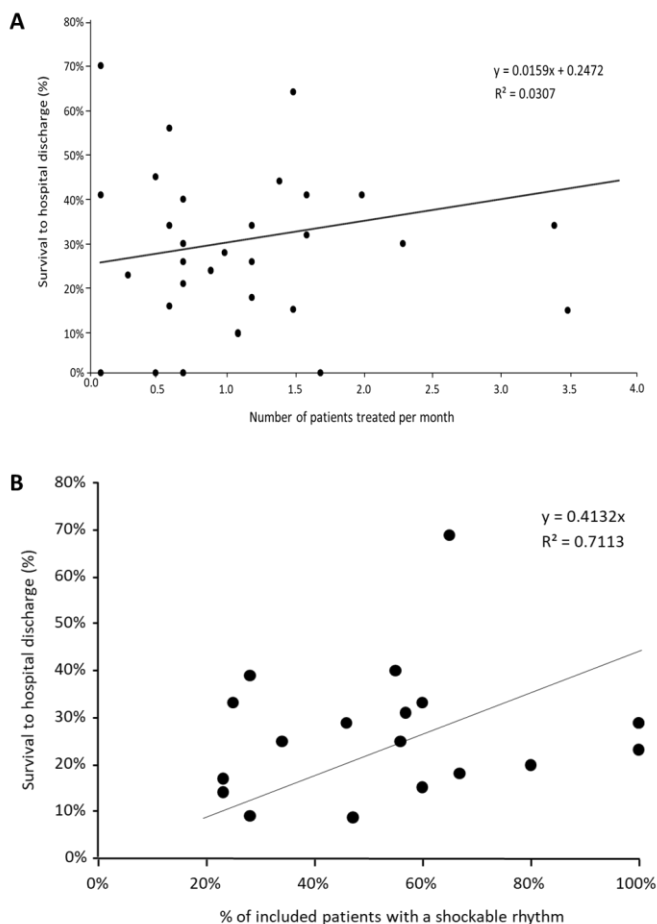 A
80%
70%
60%
50%
40%
30%
20%
10%
0%
Survival to hospital discharge (%)
y = 0.0159x + 0.2472
R² = 0.0307
0.0 0.5 1.0 1.5 2.0 2.5 3.0 3.5 4.0
Number of patients treated per month
B
80%
70%
60%
50%
40%
30%
20%
10%
0%
Survival to hospital discharge (%)
y = 0.4132x
R² = 0.7113
0% 20% 40% 60% 80% 100%
% of included patients with a shockable rhythm